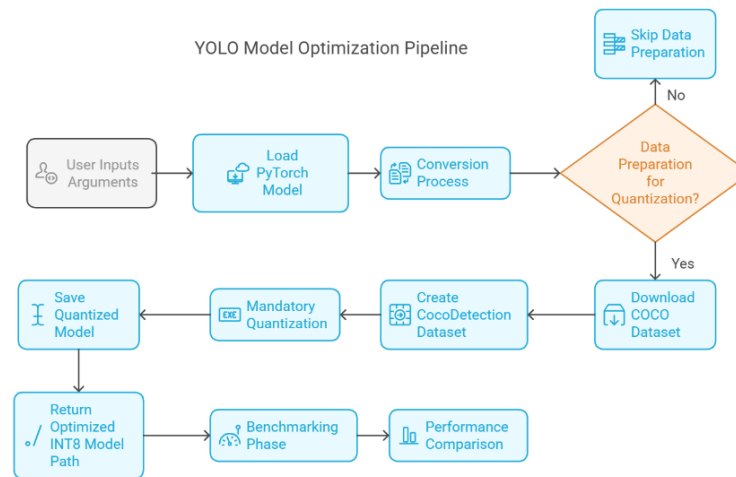 YOLO Model Optimization Pipeline
Skip Data
Preparation
No
User Inputs
Arguments
Load
PyTorch
Model
Conversion
Process
Data
Preparation
for
Quantization?
Yes
Save
Quantized
Model
EXE
Mandatory
Quantization
Create
CocoDetection
Dataset
Download
COCO
Dataset
Return
Optimized
INT8 Model
Path
Benchmarking
Phase
Performance
Comparison